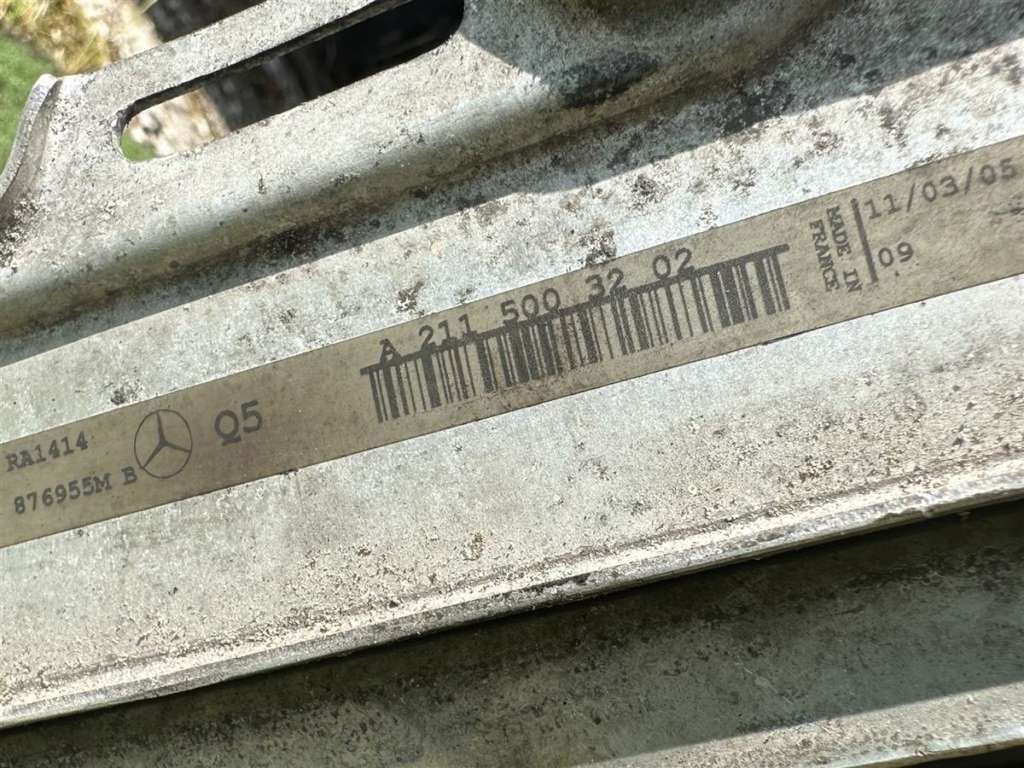 RA1414
876955M B
Q5
A 211 500 32 02
MADE IN
FRANCE
11/03/05
09